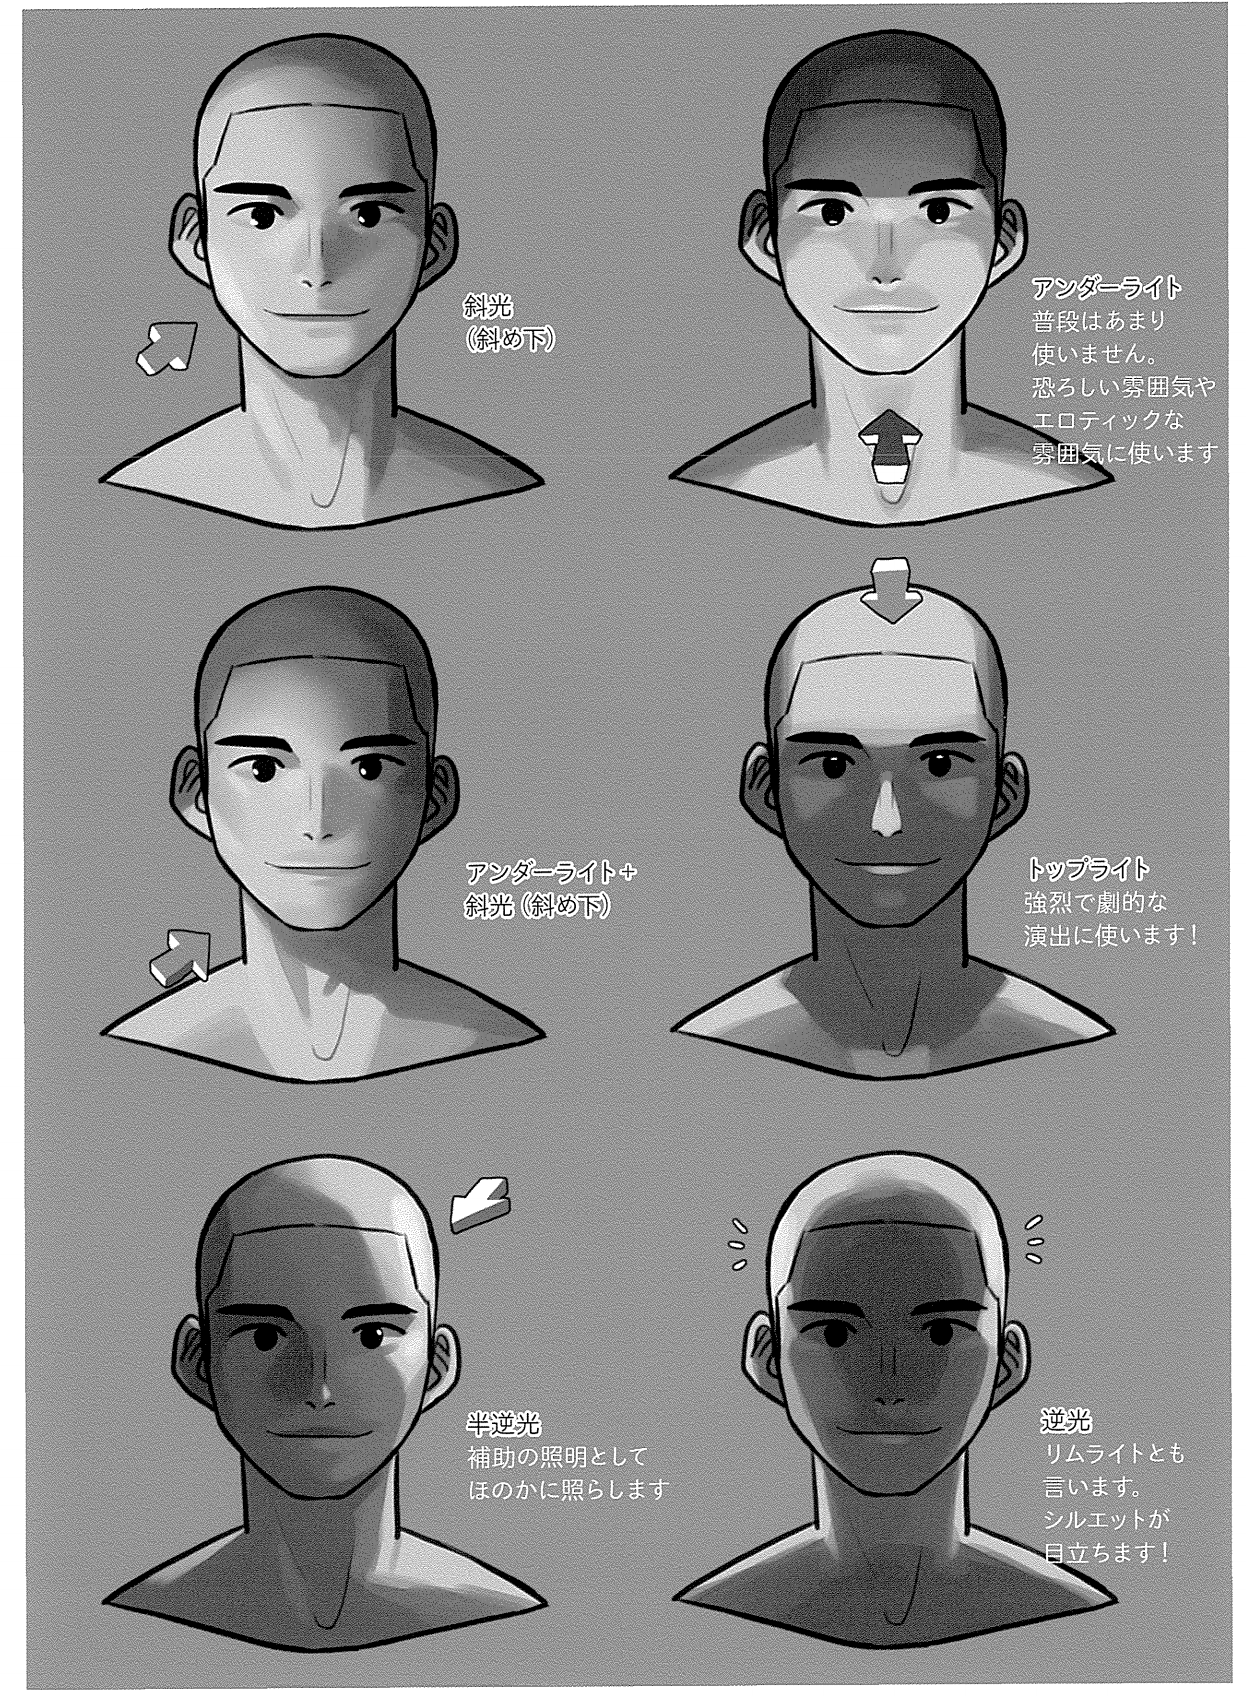 斜光
（斜め下）
アンダーライト
普段はあまり
使いません。
恐ろしい雰囲気や
エロティックな
雰囲気に使います
アンダーライト＋
斜光（斜め下）
トップライト
強烈で劇的な
演出に使います！
半逆光
補助の照明として
ほのかに照らします
逆光
リムライトとも
言います。
シルエットが
目立ちます！